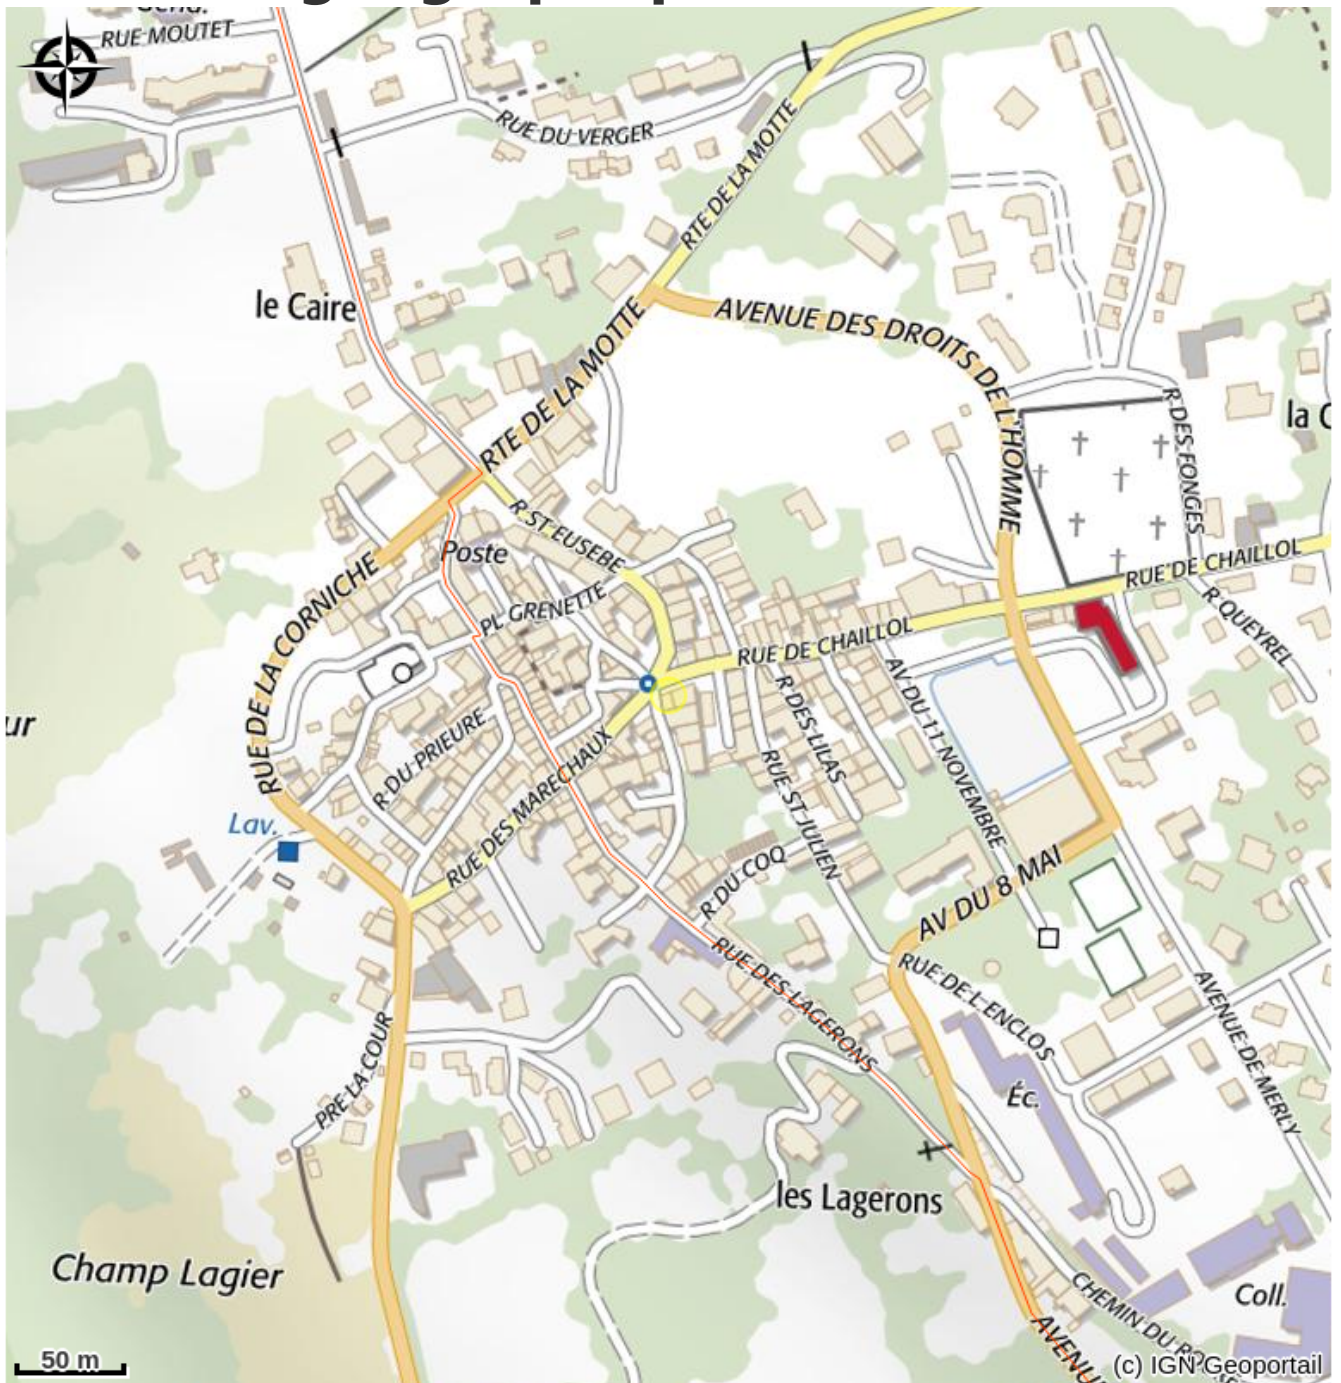 RUE MOUTET
RUE DU VERGER
RTE DE LA MOTTE
le Caire
AVENUE DES DROITS DE L'HOMME
RTE DE LA MOTTE
R DES FONGES
la C
R ST EUSEBE
Poste
RUE DE CHAILLOL
PL GRENETTE
R QUEYREL
RUE DE LA CORNICHE
RUE DE CHAILLOL
ur
AV DU 11 NOVEMBRE
R DES LILAS
R DU PRIEURE
RUE DES MARECHAUX
RUE ST JULIEN
Lav.
R DU COQ
AV DU 8 MAI
RUE DES LAGERONS
RUE DE L ENCLOS
AVENUE DE MERLY
PRE LA COUR
Éc.
les Lagerons
Champ Lagier
Coll.
CHEMIN DU
AVENU
50 m
(c) IGN Geoportail